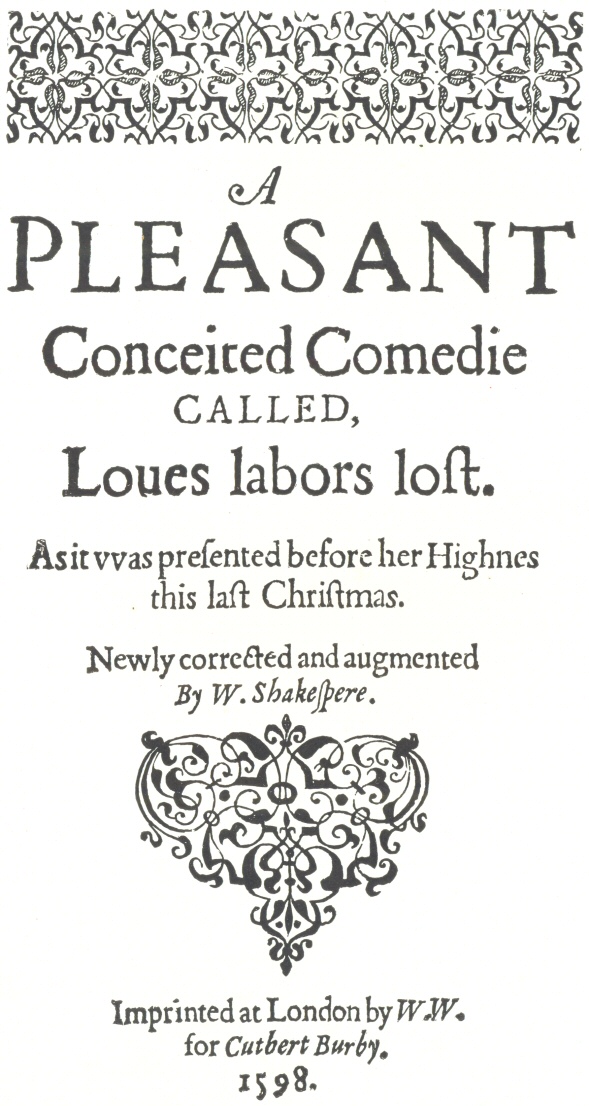 A
PLEASANT
Conceited Comedie
CALLED,
Loues labors loſt.
As it vvas preſented before her Highnes
this laſt Chriſtmas.
Newly corrected and augmented
By W. Shakeſpere.
Imprinted at London by W.W.
for Cutbert Burby.
1598.